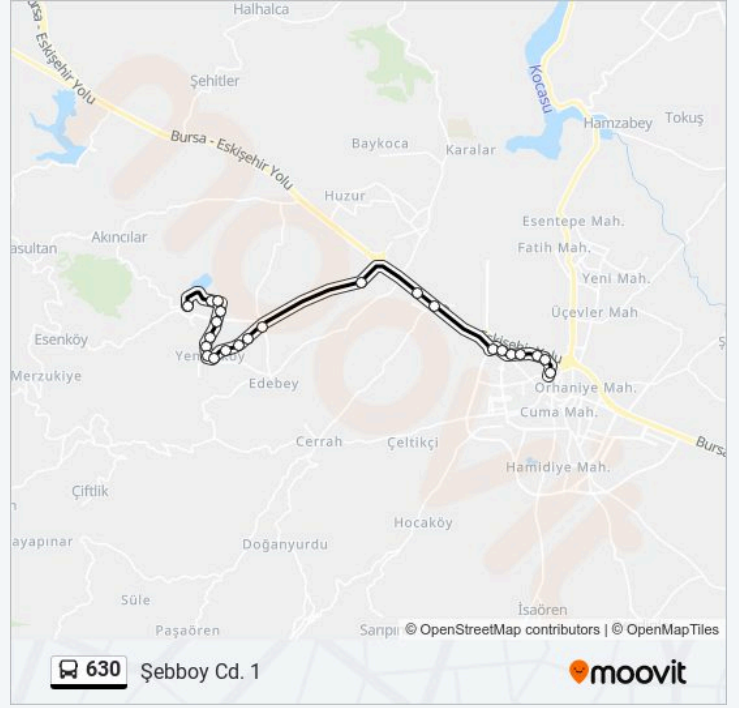 Halhalca
Bursa - Eskişehir Yolu
Şehitler
Kocasu
Hamzabey
Tokuş
Bursa - Eskişehir Yolu
Baykoca
Karalar
Huzur
Esentepe Mah.
Akıncılar
Fatih Mah.
asultan
Yeni Mah.
Üçevler Mah
Esenköy
Edebey
Merzukiye
Orhaniye Mah.
Cuma Mah.
Cerrah
Çeltikçi
Bursa
Hamidiye Mah.
Çiftlik
Hocaköy
ayapınar
Doğanyurdu
Süle
İsaören
Paşaören
© OpenStreetMap contributors | © OpenMapTiles
630 Şebboy Cd. 1
moovit